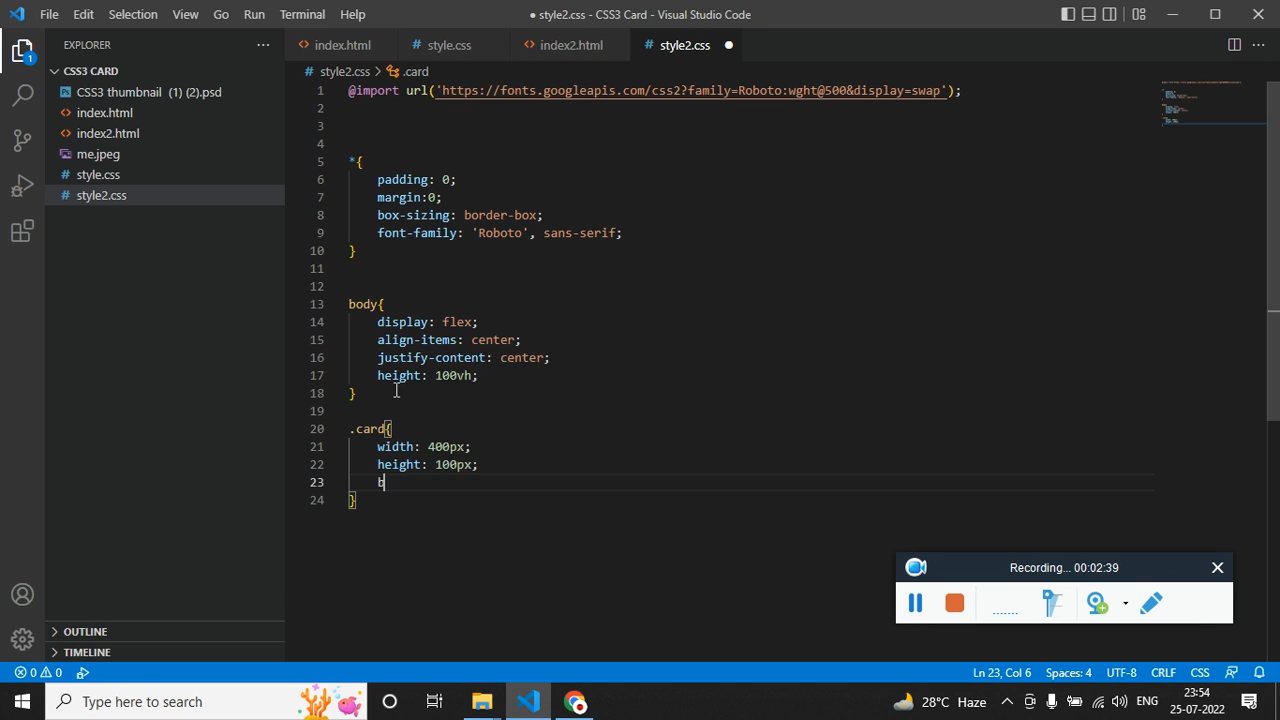 File Edit Selection View Go Run Terminal Help
● style2.css - CSS3 Card - Visual Studio Code
EXPLORER
index.html style.css index2.html style2.css
CSS3 CARD
CSS3 thumbnail (1) (2).psd
index.html
index2.html
me.jpeg
style.css
style2.css
style2.css > .card
1 @import url('https://fonts.googleapis.com/css2?family=Roboto:wght@500&display=swap');
2
3
4
5 *{
6 padding: 0;
7 margin:0;
8 box-sizing: border-box;
9 font-family: 'Roboto', sans-serif;
10 }
11
12
13 body{
14 display: flex;
15 align-items: center;
16 justify-content: center;
17 height: 100vh;
18 }
19
20 .card{
21 width: 400px;
22 height: 100px;
23 b
24 }
1
Recording... 00:02:39
OUTLINE
TIMELINE
0 0
Ln 23, Col 6 Spaces: 4 UTF-8 CRLF CSS
Type here to search
28°C Haze
ENG
23:54
25-07-2022